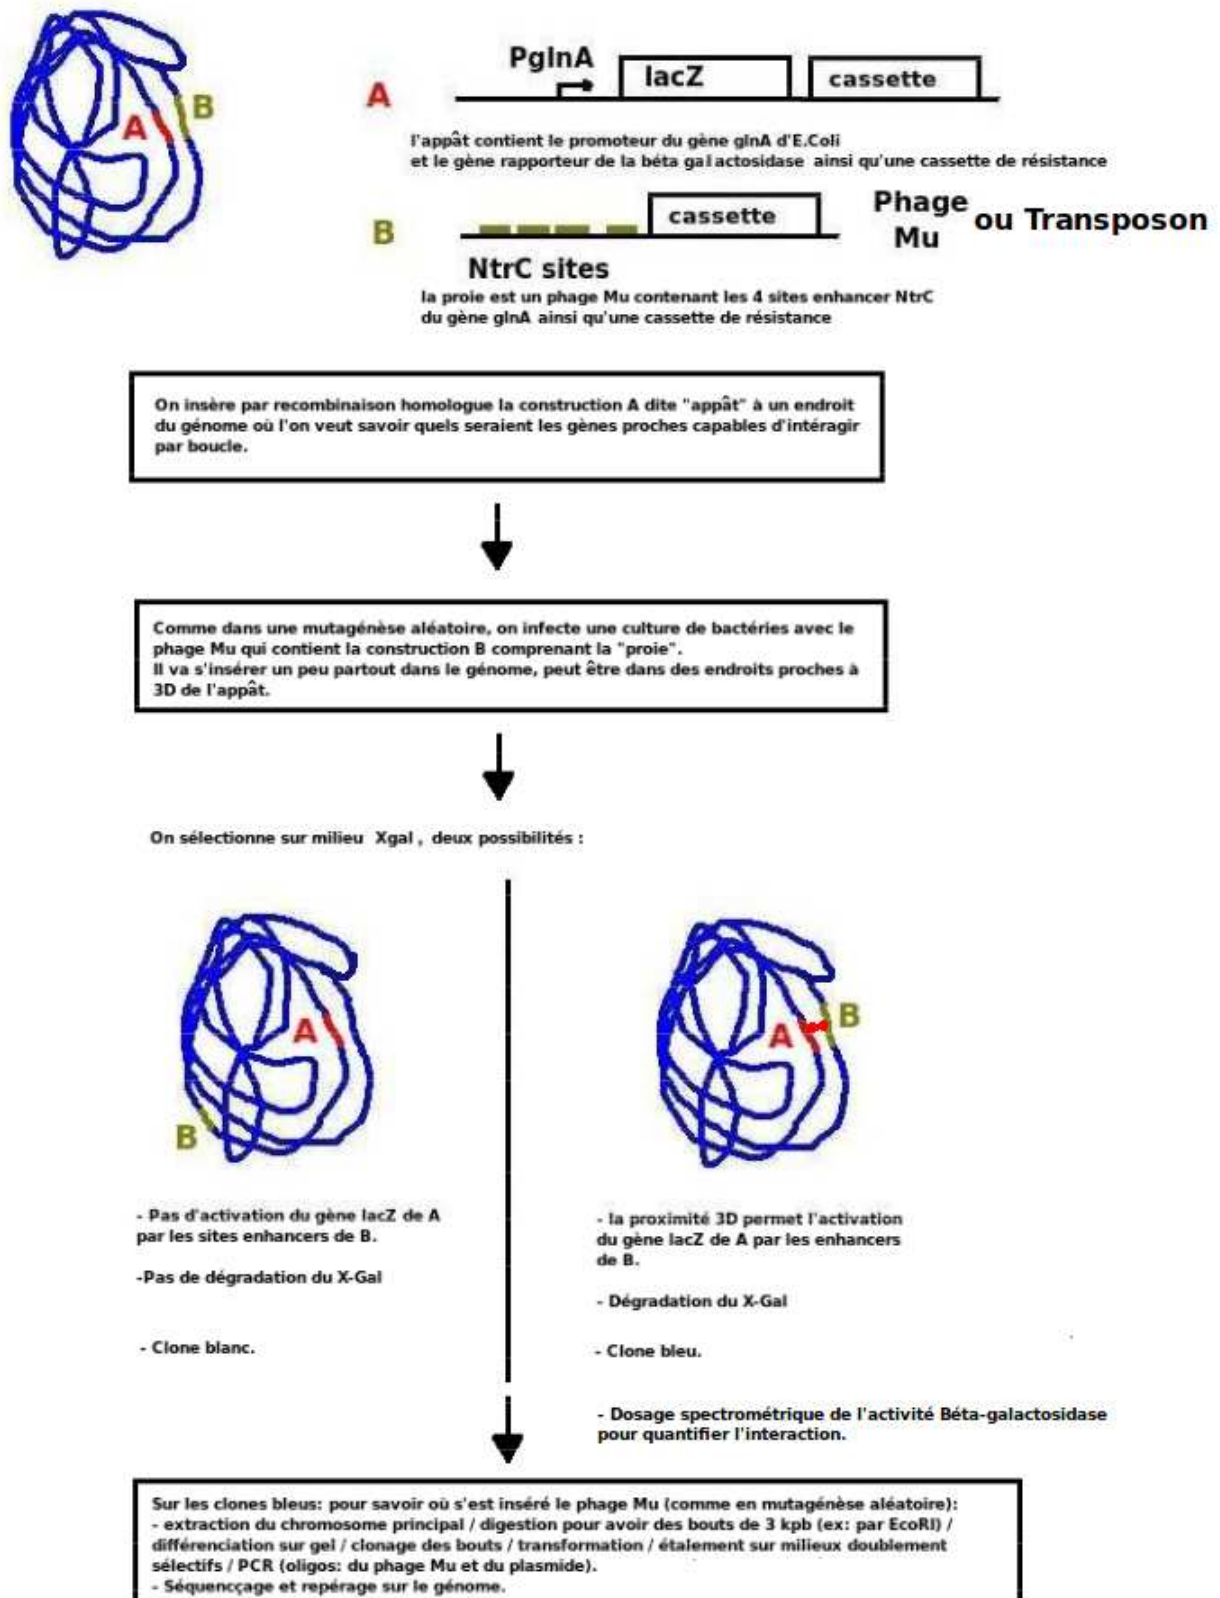 B
A
PglnA
lacZ
cassette
A
l'appât contient le promoteur du gène glnA d'E.Coli
et le gène rapporteur de la béta galactosidase ainsi qu'une cassette de résistance
cassette
Phage
Mu
ou Transposon
B
NtrC sites
la proie est un phage Mu contenant les 4 sites enhancer NtrC
du gène glnA ainsi qu'une cassette de résistance
On insère par recombinaison homologue la construction A dite "appât" à un endroit
du génome où l'on veut savoir quels seraient les gènes proches capables d'intéragir
par boucle.
Comme dans une mutagénèse aléatoire, on infecte une culture de bactéries avec le
phage Mu qui contient la construction B comprenant la "proie".
Il va s'insérer un peu partout dans le génome, peut être dans des endroits proches à
3D de l'appât.
On sélectionne sur milieu Xgal , deux possibilités :
A
B
A
B
- Pas d'activation du gène lacZ de A
par les sites enhancers de B.
-Pas de dégradation du X-Gal
- Clone blanc.
- la proximité 3D permet l'activation
du gène lacZ de A par les enhancers
de B.
- Dégradation du X-Gal
- Clone bleu.
- Dosage spectrométrique de l'activité Béta-galactosidase
pour quantifier l'interaction.
Sur les clones bleus: pour savoir où s'est inséré le phage Mu (comme en mutagénèse aléatoire):
- extraction du chromosome principal / digestion pour avoir des bouts de 3 kpb (ex: par EcoRI) /
différenciation sur gel / clonage des bouts / transformation / étalement sur milieux doublement
sélectifs / PCR (oligos: du phage Mu et du plasmide).
- Séquencçage et repérage sur le génome.